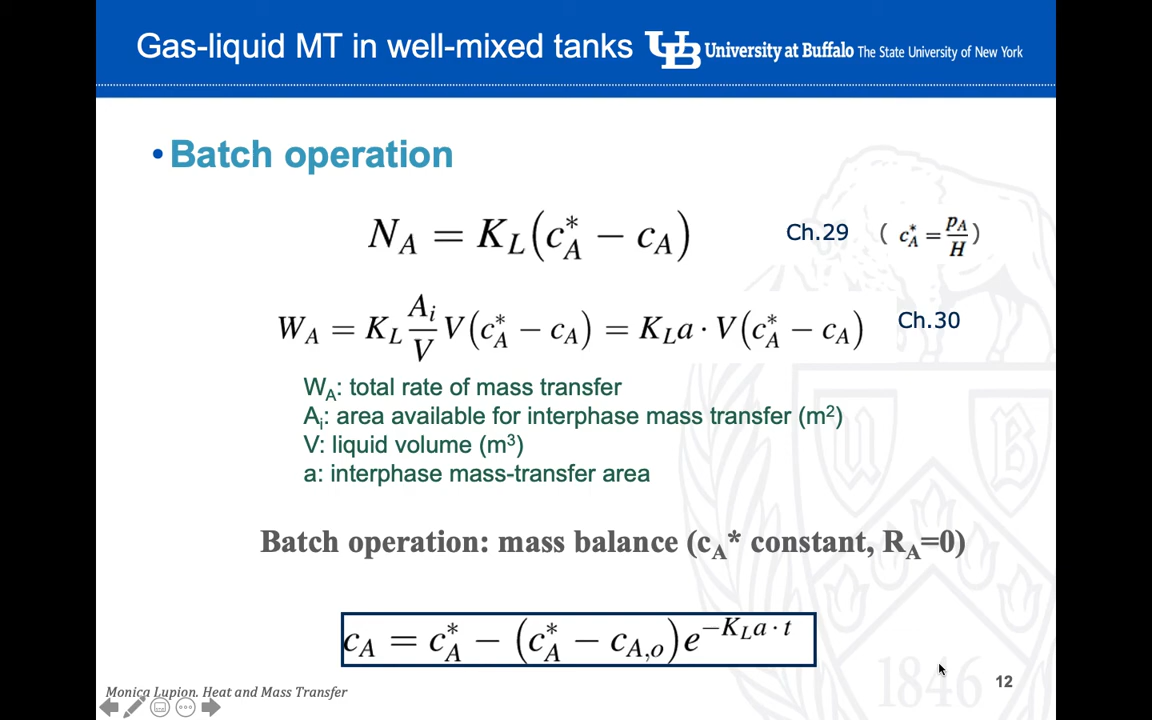 Gas-liquid MT in well-mixed tanks
UB University at Buffalo The State University of New York
• Batch operation
N_A = K_L(c_A^* − c_A) Ch.29 ( c_A^* = p_A/H )
W_A = K_L A_i/V V(c_A^* − c_A) = K_L a · V(c_A^* − c_A) Ch.30
W_A: total rate of mass transfer
A_i: area available for interphase mass transfer (m²)
V: liquid volume (m³)
a: interphase mass-transfer area
Batch operation: mass balance (c_A* constant, R_A=0)
c_A = c_A^* − (c_A^* − c_A,o)e^−K_L a · t
U B
1846
Monica Lupion. Heat and Mass Transfer
12